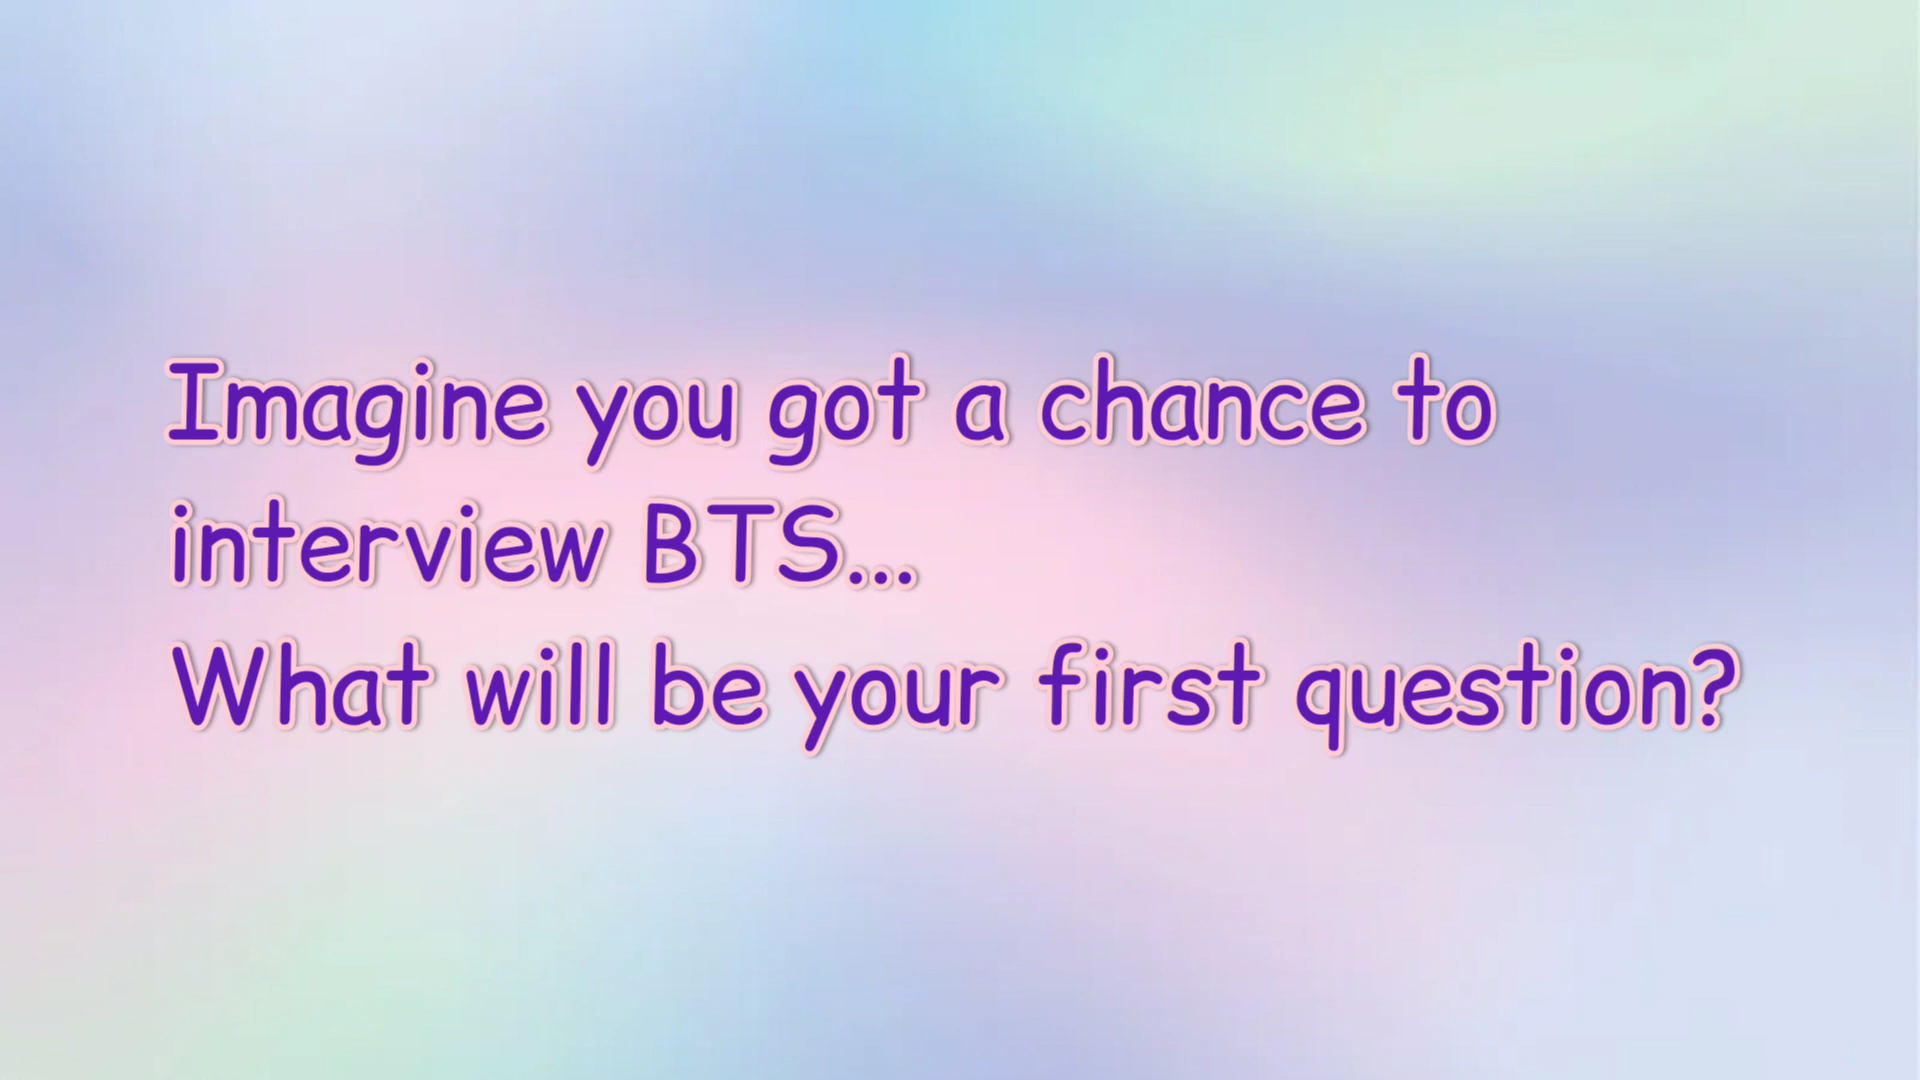 Imagine you got a chance to
interview BTS...
What will be your first question?